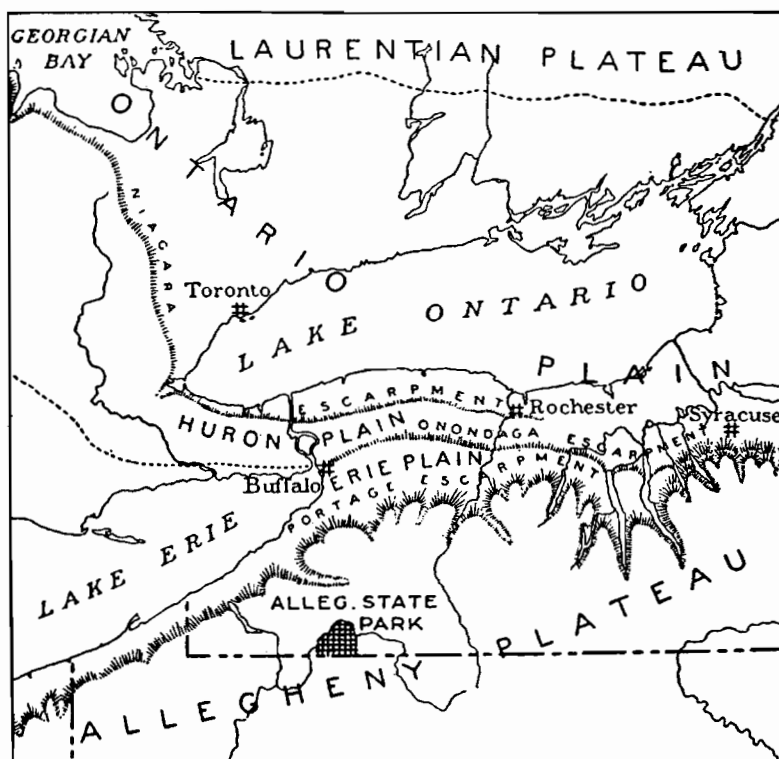 GEORGIAN
BAY
LAURENTIAN PLATEAU
ONTARIO
NIAGARA
Toronto
LAKE ONTARIO
PLAIN
ESCARPMENT
Rochester
Syracuse
HURON PLAIN
ONONDAGA ESCARPMENT
Buffalo
ERIE PLAIN
PORTAGE ESCARPMENT
LAKE ERIE
ALLEG. STATE
PARK
ALLEGHENY PLATEAU